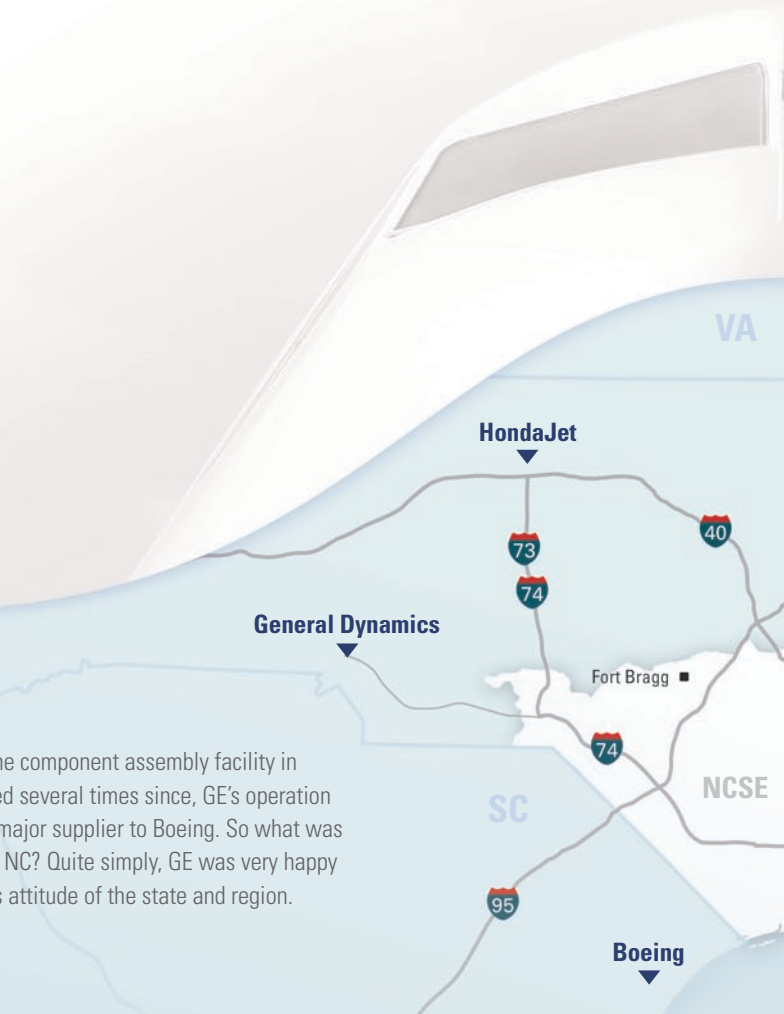 VA
HondaJet
40
73
74
General Dynamics
Fort Bragg
74
NCSE
SC
component assembly facility in
several times since, GE's operation
major supplier to Boeing. So what was
NC? Quite simply, GE was very happy
attitude of the state and region.
95
Boeing